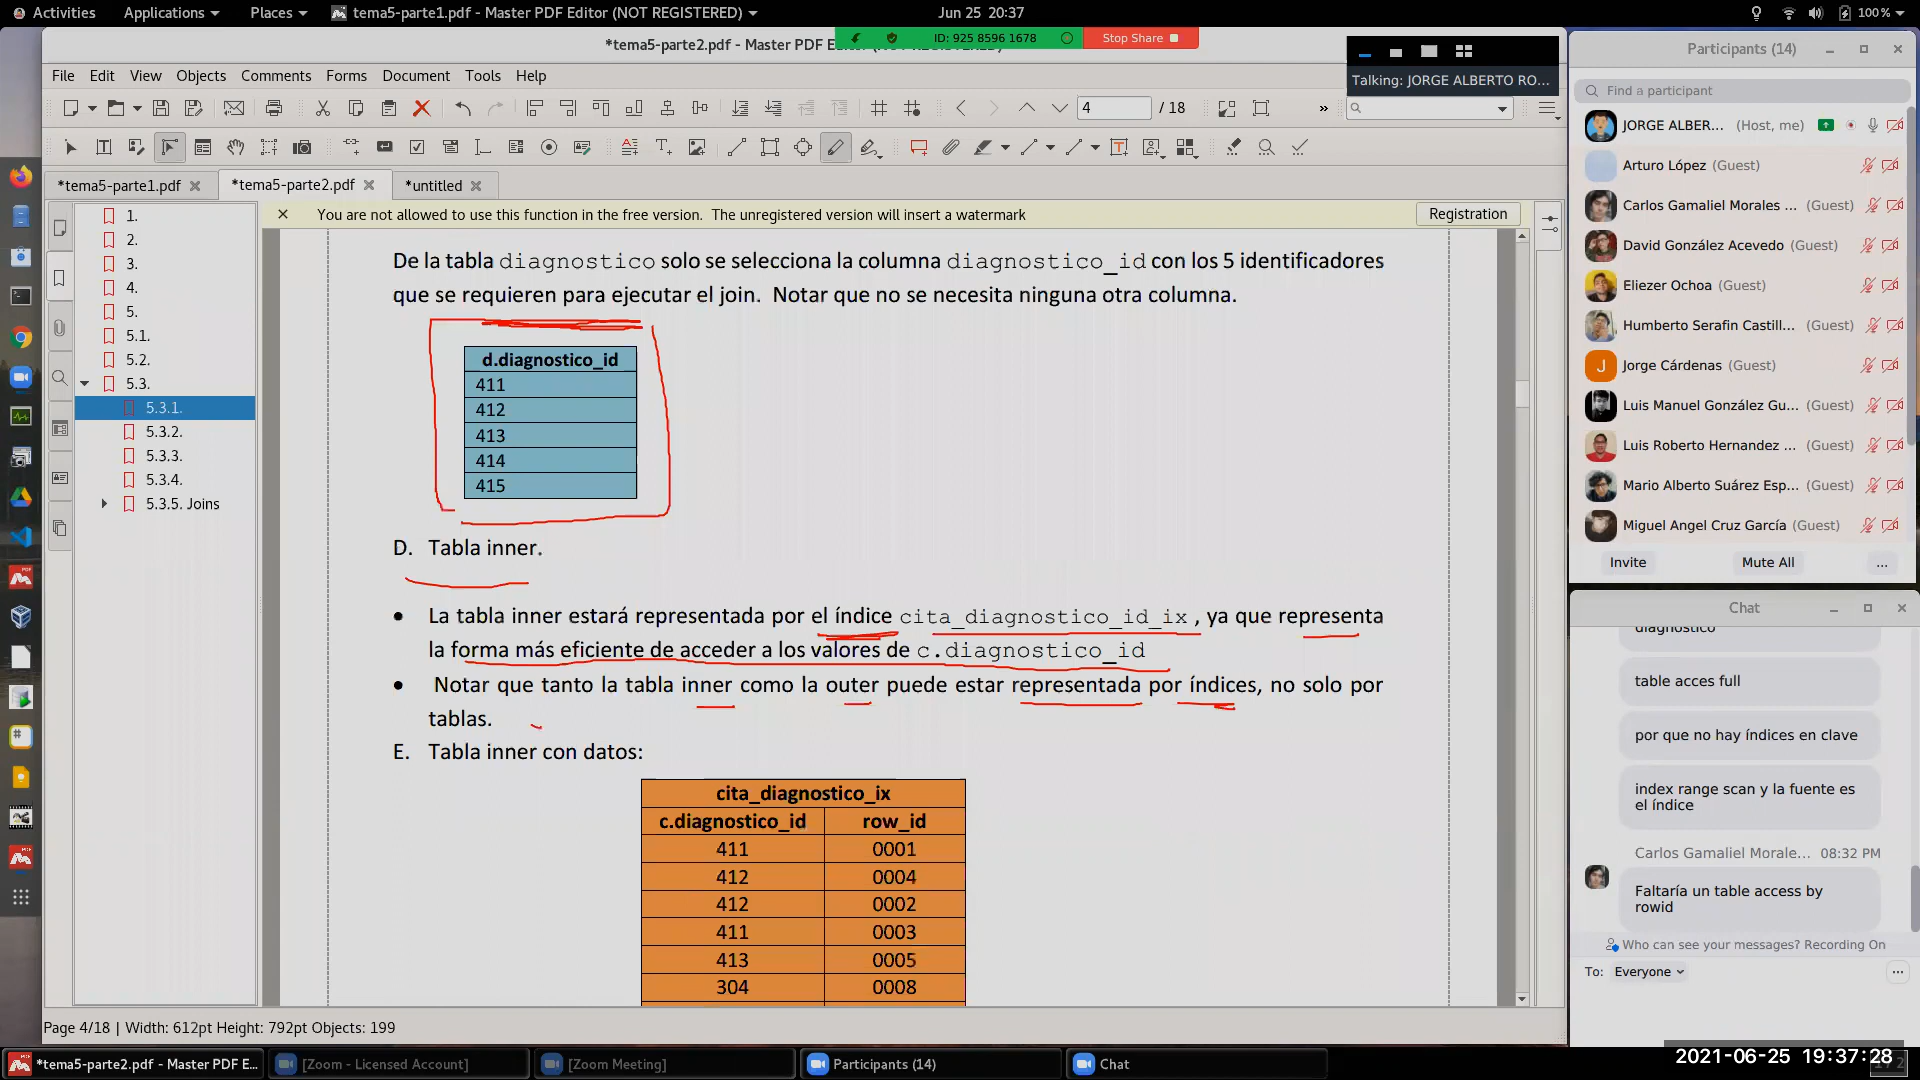 Activities
Applications
Places
tema5-parte1.pdf - Master PDF Editor (NOT REGISTERED)
Jun 25 20:37
100%
*tema5-parte2.pdf - Master PDF
ID: 925 8596 1678
Stop Share
Talking: JORGE ALBERTO RO...
File Edit View Objects Comments Forms Document Tools Help
4 / 18
*tema5-parte1.pdf
*tema5-parte2.pdf
*untitled
You are not allowed to use this function in the free version. The unregistered version will insert a watermark
Registration
1.
2.
3.
4.
5.
5.1.
5.2.
5.3.
5.3.1.
5.3.2.
5.3.3.
5.3.4.
5.3.5. Joins
De la tabla diagnostico solo se selecciona la columna diagnostico_id con los 5 identificadores
que se requieren para ejecutar el join. Notar que no se necesita ninguna otra columna.
d.diagnostico_id
411
412
413
414
415
D. Tabla inner.
• La tabla inner estará representada por el índice cita_diagnostico_id_ix , ya que representa
la forma más eficiente de acceder a los valores de c.diagnostico_id
• Notar que tanto la tabla inner como la outer puede estar representada por índices, no solo por
tablas.
E. Tabla inner con datos:
cita_diagnostico_ix
c.diagnostico_id row_id
411 0001
412 0004
412 0002
411 0003
413 0005
304 0008
Page 4/18 | Width: 612pt Height: 792pt Objects: 199
Participants (14)
Find a participant
JORGE ALBER... (Host, me)
Arturo López (Guest)
Carlos Gamaliel Morales ... (Guest)
David González Acevedo (Guest)
Eliezer Ochoa (Guest)
Humberto Serafin Castill... (Guest)
J
Jorge Cárdenas (Guest)
Luis Manuel González Gu... (Guest)
Luis Roberto Hernandez ... (Guest)
Mario Alberto Suárez Esp... (Guest)
Miguel Angel Cruz García (Guest)
Invite
Mute All
...
Chat
diagnostico
table acces full
por que no hay índices en clave
index range scan y la fuente es
el índice
Carlos Gamaliel Morale... 08:32 PM
Faltaría un table access by
rowid
Who can see your messages? Recording On
To: Everyone
*tema5-parte2.pdf - Master PDF E...
[Zoom - Licensed Account]
[Zoom Meeting]
Participants (14)
Chat
2021-06-25 19:37:28